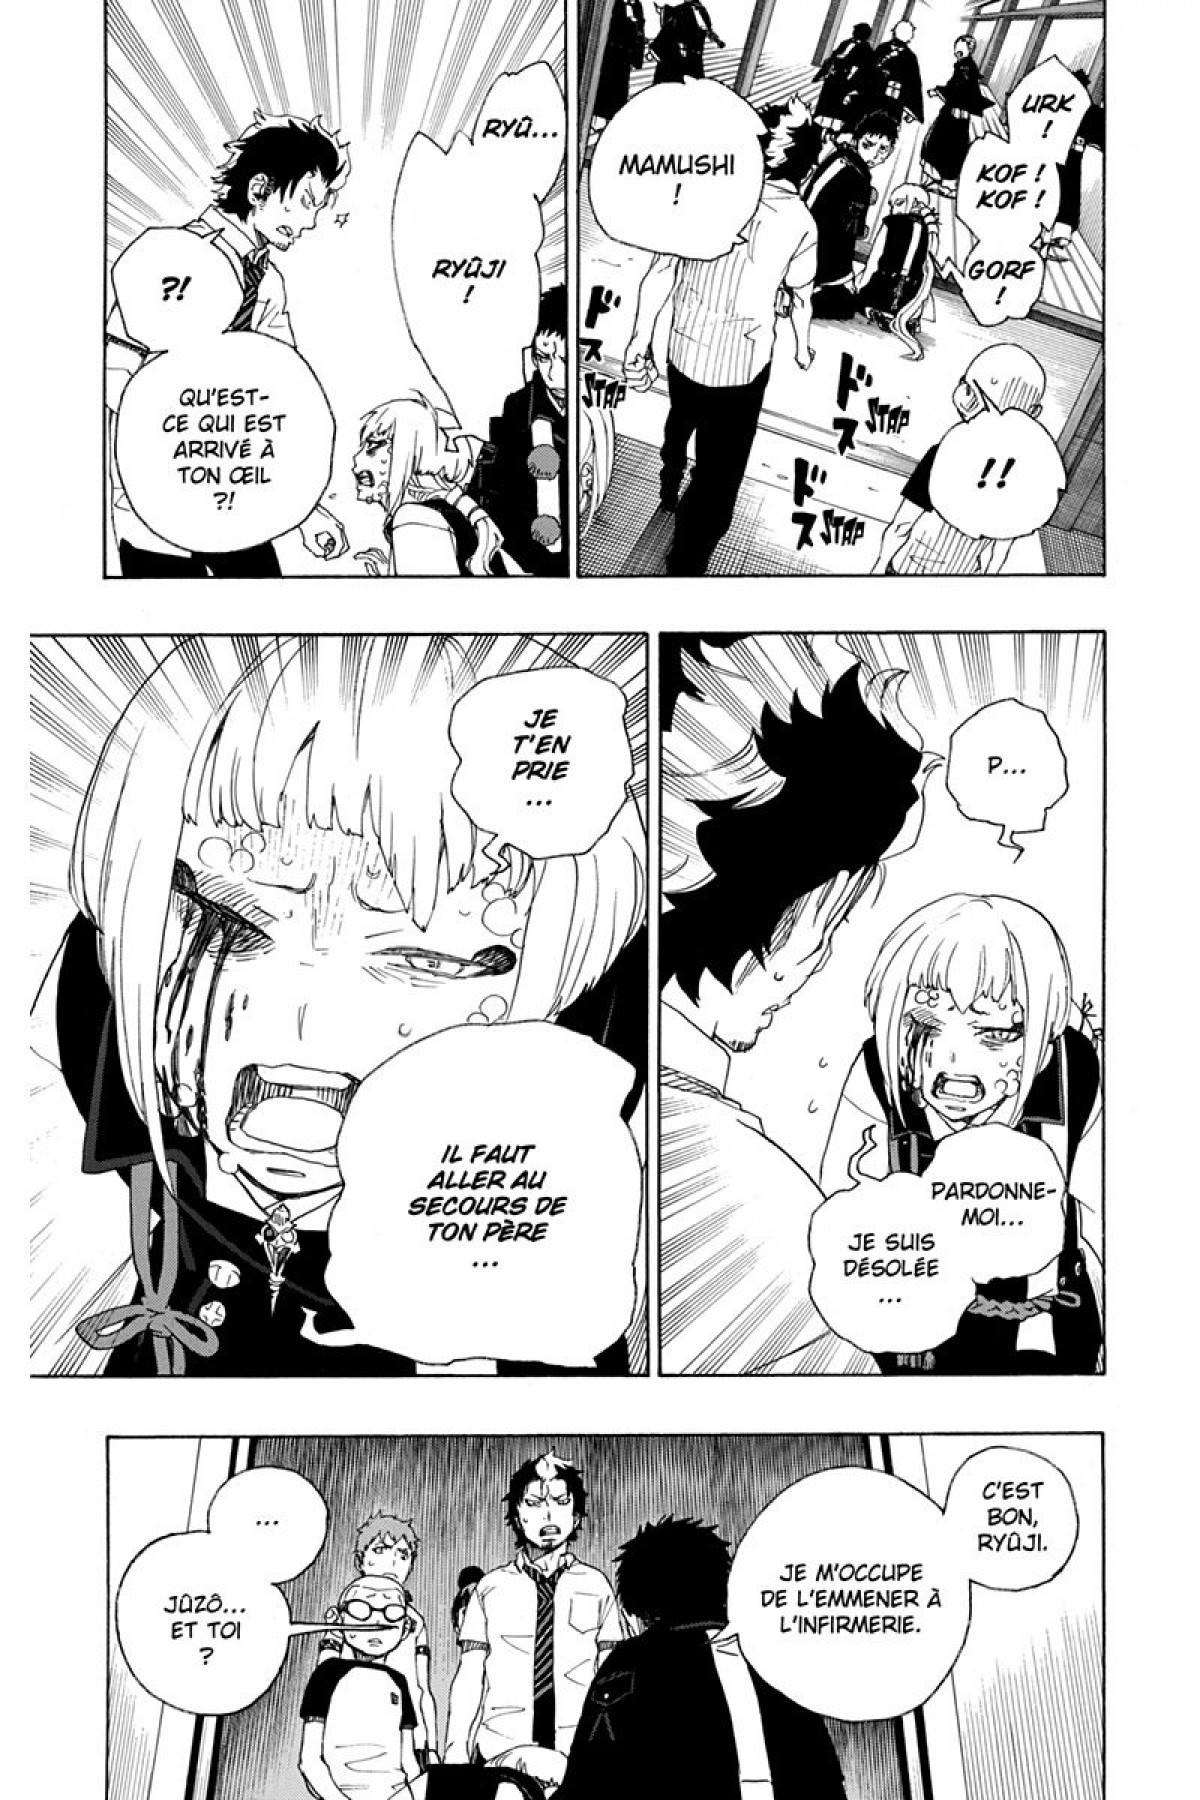 URK
!
KOF !
KOF !
GORF
!
MAMUSHI
!
ドス
STAP
ドス
STAP
ドス
STAP
!!
RYÛ...
RYÛJI
!
?!
QU'EST-
CE QUI EST
ARRIVÉ À
TON ŒIL
?!
P...
PARDONNE-
MOI...
JE SUIS
DÉSOLÉE
...
JE
T'EN
PRIE
...
IL FAUT
ALLER AU
SECOURS DE
TON PÈRE
...
C'EST
BON,
RYÛJI.
JE M'OCCUPE
DE L'EMMENER À
L'INFIRMERIE.
...
JÛZÔ...
ET TOI
?